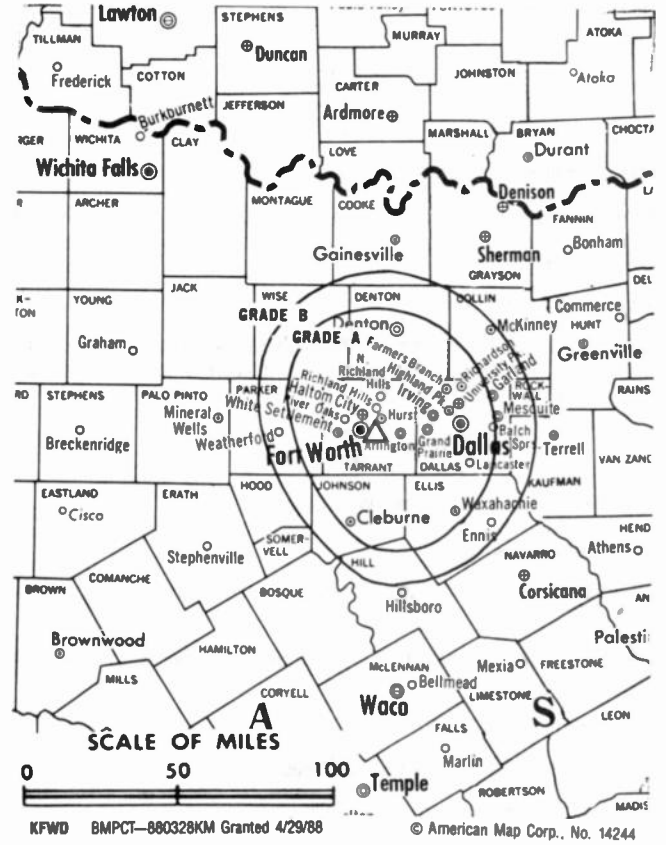 Lawton
STEPHENS
TILLMAN
MURRAY
ATOKA
Duncan
Frederick
COTTON
JOHNSTON
Atoka
CARTER
JEFFERSON
Ardmore
Burkburnett
MARSHALL
BRYAN
WICHITA
CLAY
LOVE
Durant
Wichita Falls
Denison
ARCHER
MONTAGUE
COOKE
FANNIN
Gainesville
Sherman
Bonham
GRAYSON
JACK
YOUNG
WISE
DENTON
COLLIN
Commerce
GRADE B
HUNT
Denton
McKinney
GRADE A
Graham
Greenville
Farmers Branch
Richardson
N. Richland Hills
Highland Pk.
University Pk.
Garland
ROCK-
WALL
RAINS
STEPHENS
PALO PINTO
PARKER
Richland Hills
Haltom City
Irving
Mineral
Wells
River Oaks
Hurst
Mesquite
White Settlement
Breckenridge
Weatherford
Fort Worth
Arlington
Grand
Prairie
Dallas
Balch
Sprs.
Terrell
TARRANT
DALLAS
Lancaster
KAUFMAN
EASTLAND
ERATH
HOOD
JOHNSON
ELLIS
Cisco
Cleburne
Waxahachie
Ennis
SOMER-
VELL
Stephenville
HILL
NAVARRO
Athens
BROWN
COMANCHE
BOSQUE
Corsicana
Hillsboro
Brownwood
HAMILTON
MILLS
McLENNAN
Mexia
FREESTONE
Bellmead
CORYELL
LIMESTONE
Waco
A
S
LEON
SCALE OF MILES
FALLS
Marlin
0 50 100
Temple
ROBERTSON
KFWD BMPCT—880328KM Granted 4/29/88
© American Map Corp., No. 14244